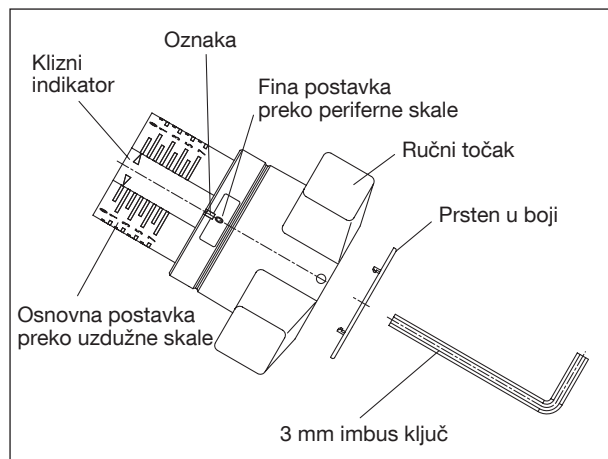 Oznaka
Klizni
indikator
Fina postavka
preko periferne skale
Ručni točak
Prsten u boji
Osnovna postavka
preko uzdužne skale
3 mm imbus ključ